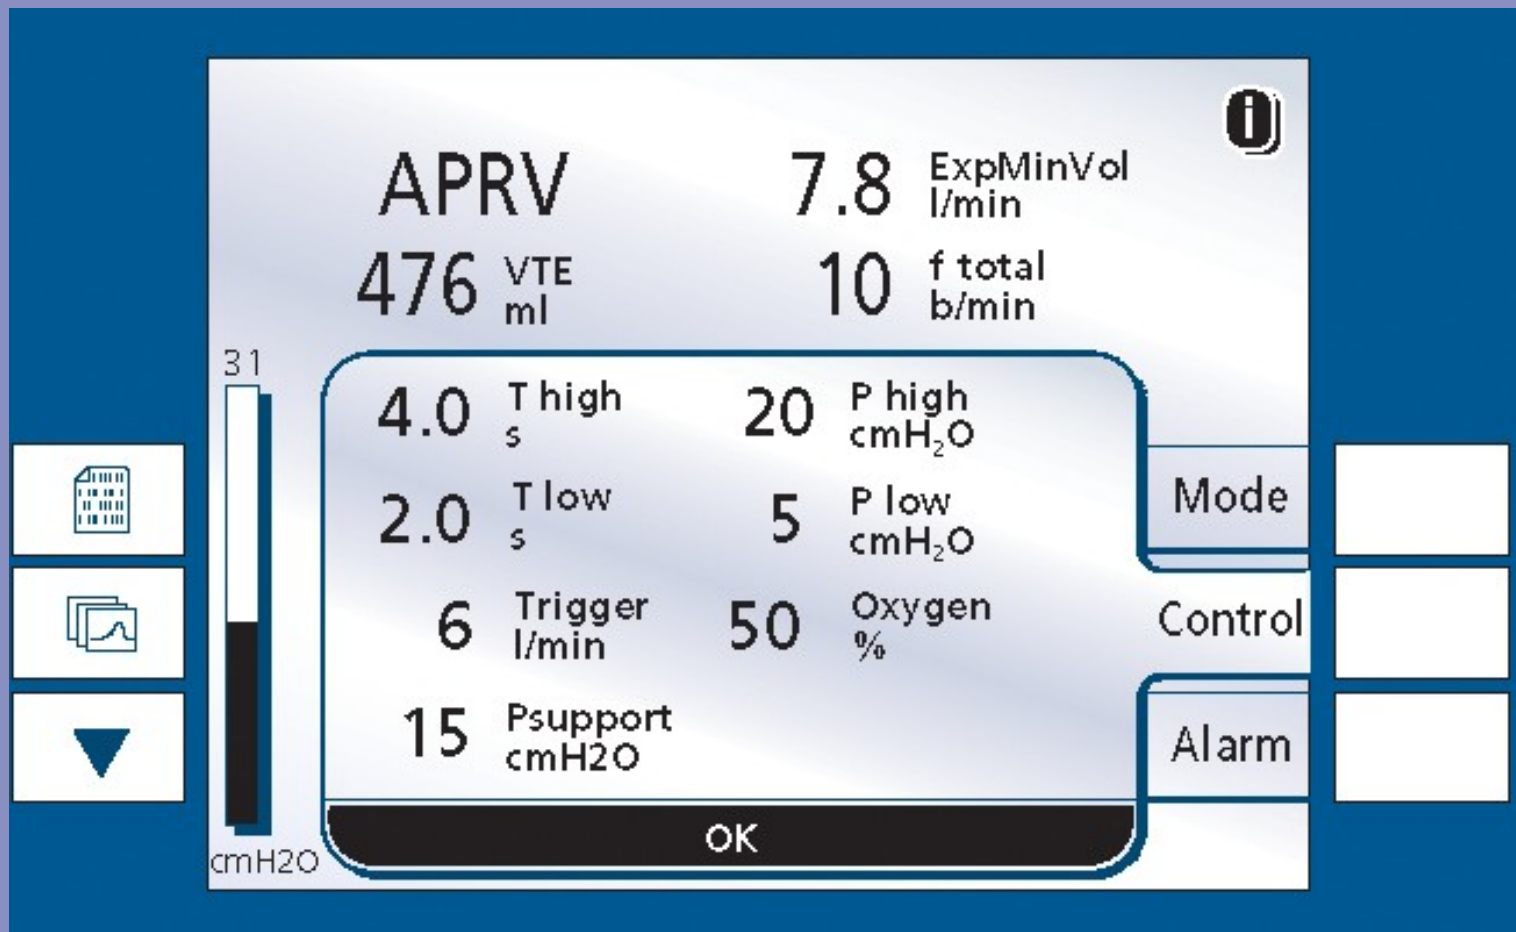 i
APRV
7.8 ExpMinVol
l/min
476 VTE
ml
10 f total
b/min
31
4.0 T high
s
20 P high
cmH₂O
2.0 T low
s
5 P low
cmH₂O
6 Trigger
l/min
50 Oxygen
%
15 Psupport
cmH2O
OK
cmH2O
Mode
Control
Alarm